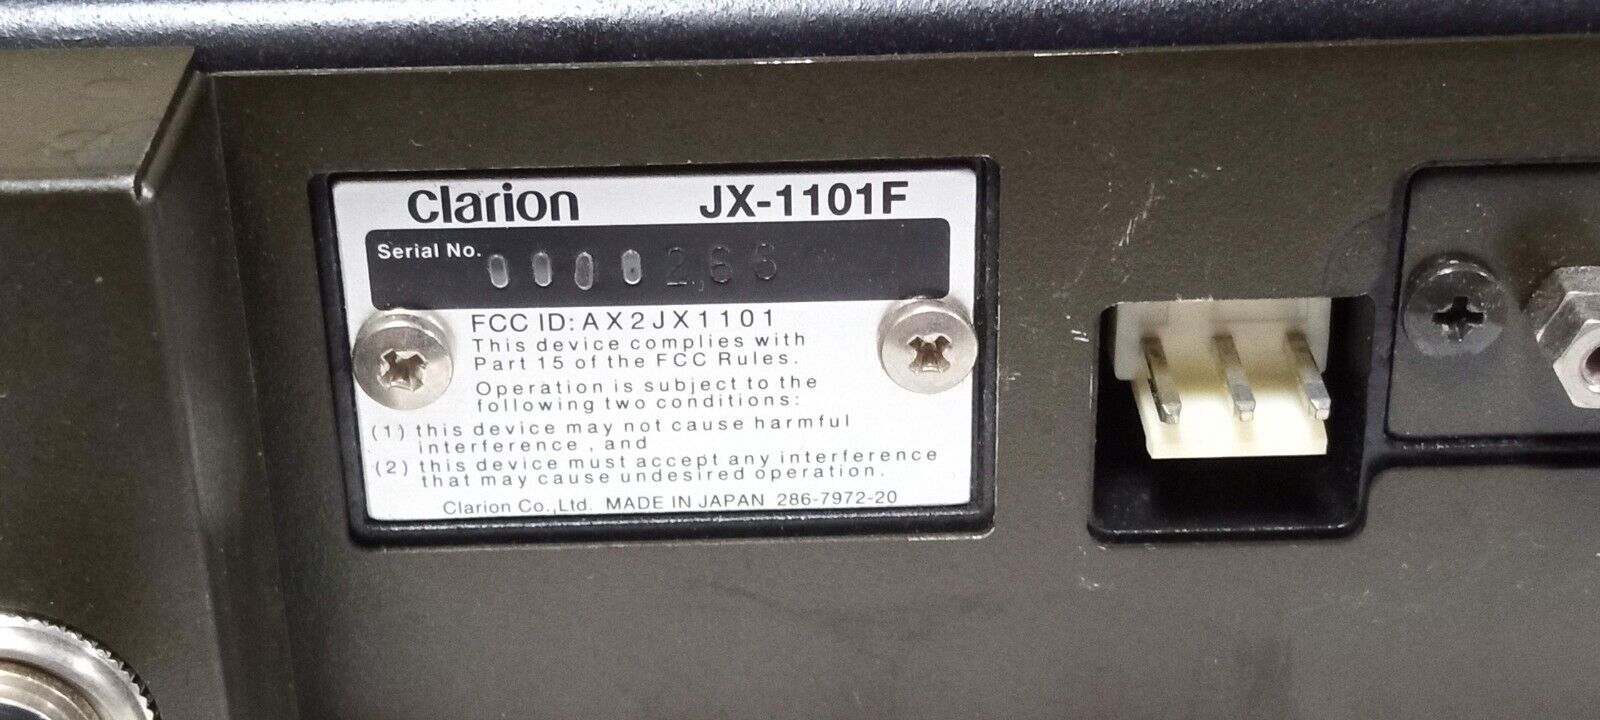 Clarion JX-1101F
Serial No. 0000266
FCC ID: AX2JX1101
This device complies with
Part 15 of the FCC Rules.
Operation is subject to the
following two conditions:
(1) this device may not cause harmful
interference, and
(2) this device must accept any interference
that may cause undesired operation.
Clarion Co.,Ltd. MADE IN JAPAN 286-7972-20